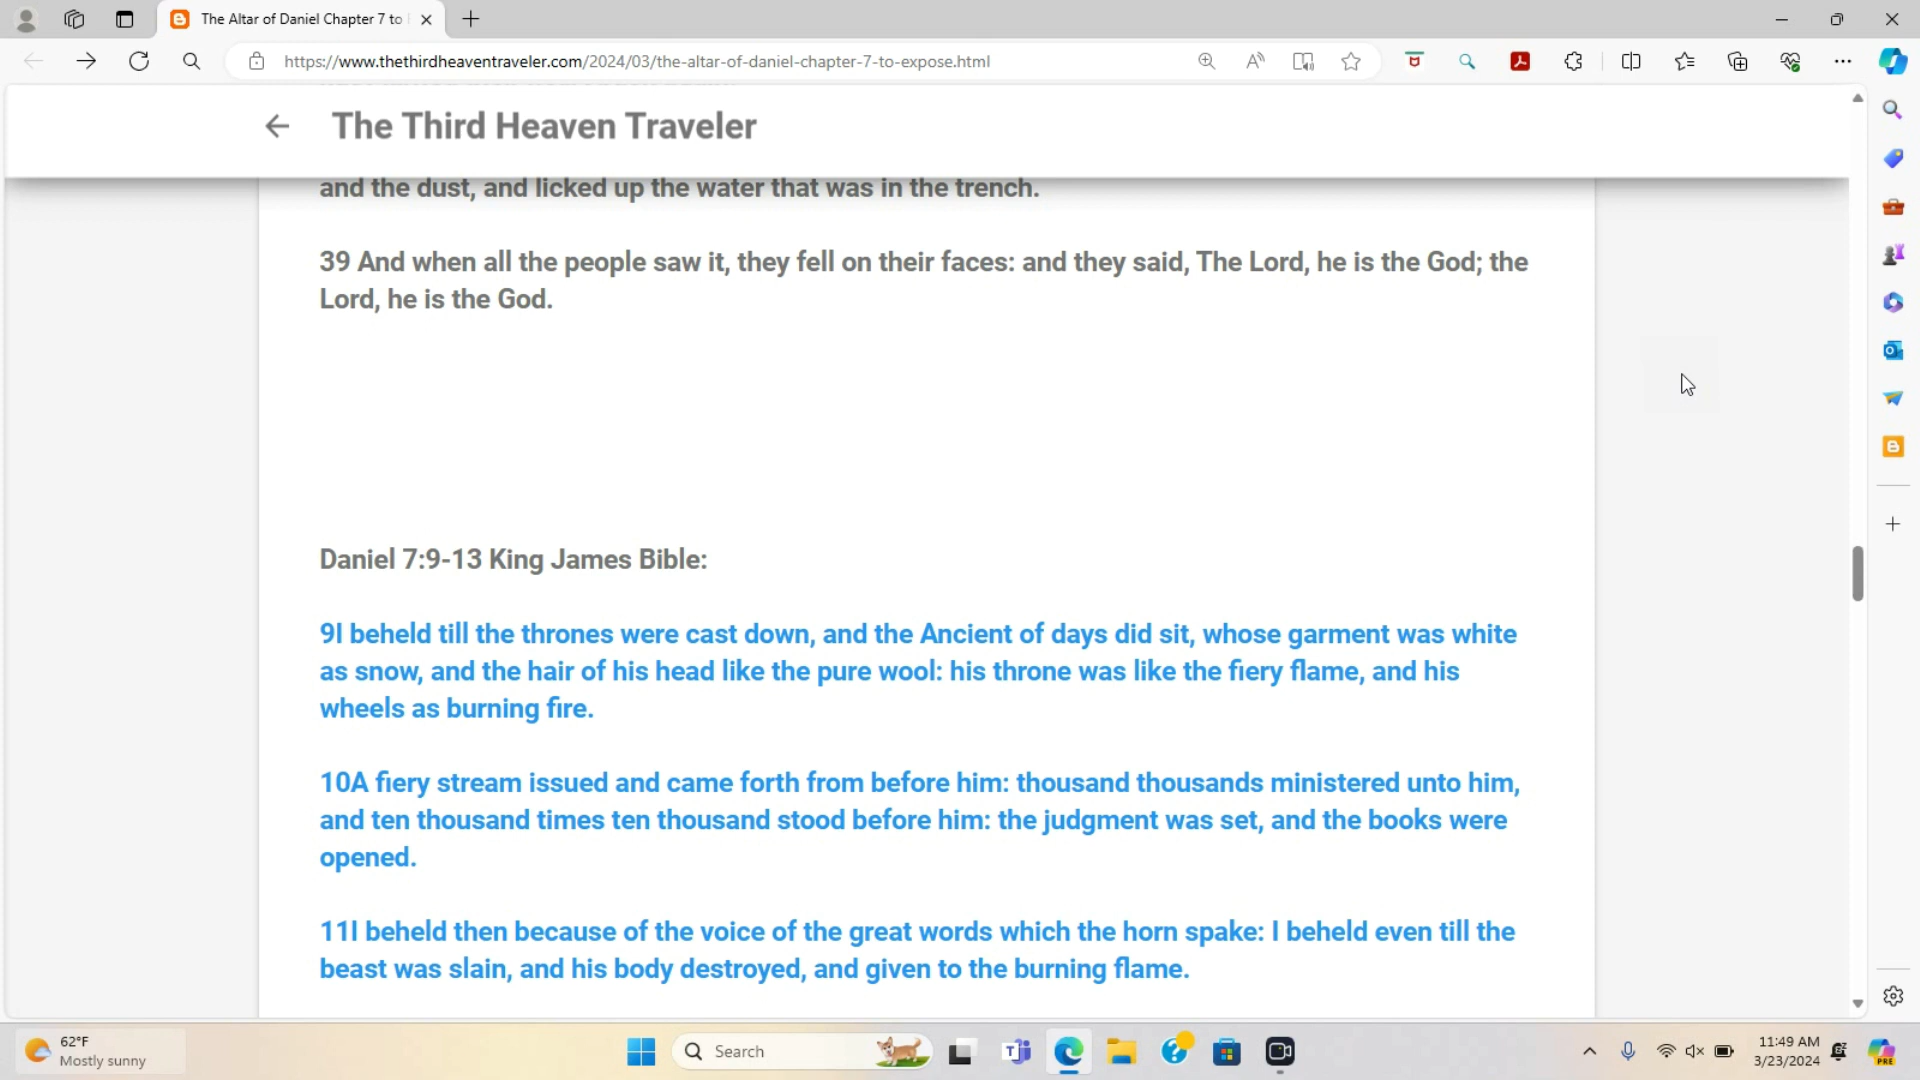 The Altar of Daniel Chapter 7 to
https://www.thethirdheaventraveler.com/2024/03/the-altar-of-daniel-chapter-7-to-expose.html
The Third Heaven Traveler
and the dust, and licked up the water that was in the trench.
39 And when all the people saw it, they fell on their faces: and they said, The Lord, he is the God; the
Lord, he is the God.
Daniel 7:9-13 King James Bible:
9I beheld till the thrones were cast down, and the Ancient of days did sit, whose garment was white
as snow, and the hair of his head like the pure wool: his throne was like the fiery flame, and his
wheels as burning fire.
10A fiery stream issued and came forth from before him: thousand thousands ministered unto him,
and ten thousand times ten thousand stood before him: the judgment was set, and the books were
opened.
11I beheld then because of the voice of the great words which the horn spake: I beheld even till the
beast was slain, and his body destroyed, and given to the burning flame.
62°F
Mostly sunny
Search
11:49 AM
3/23/2024
PRE